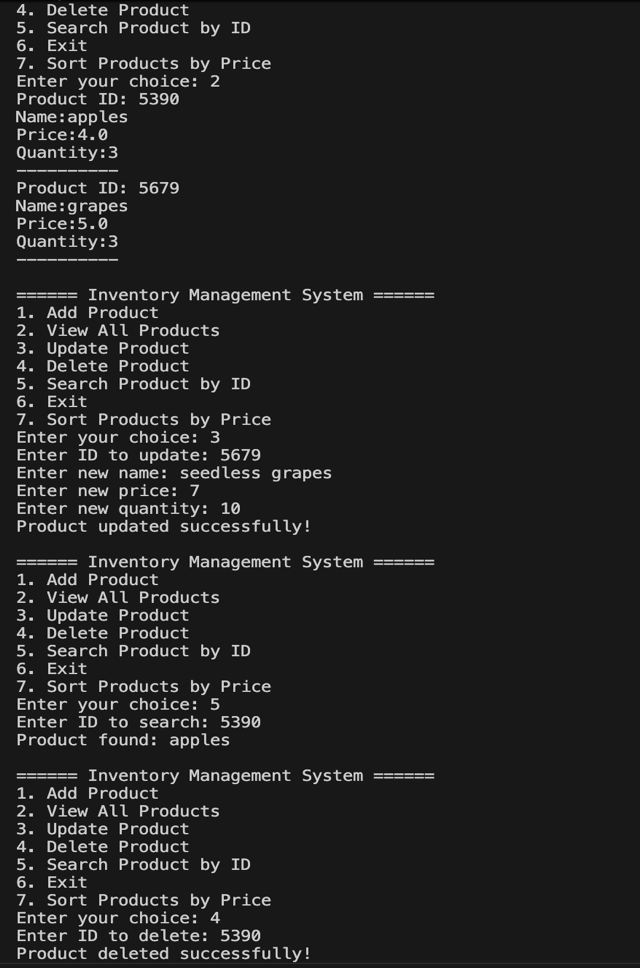 4. Delete Product
5. Search Product by ID
6. Exit
7. Sort Products by Price
Enter your choice: 2
Product ID: 5390
Name:apples
Price:4.0
Quantity:3
----------
Product ID: 5679
Name:grapes
Price:5.0
Quantity:3
----------
====== Inventory Management System ======
1. Add Product
2. View All Products
3. Update Product
4. Delete Product
5. Search Product by ID
6. Exit
7. Sort Products by Price
Enter your choice: 3
Enter ID to update: 5679
Enter new name: seedless grapes
Enter new price: 7
Enter new quantity: 10
Product updated successfully!
====== Inventory Management System ======
1. Add Product
2. View All Products
3. Update Product
4. Delete Product
5. Search Product by ID
6. Exit
7. Sort Products by Price
Enter your choice: 5
Enter ID to search: 5390
Product found: apples
====== Inventory Management System ======
1. Add Product
2. View All Products
3. Update Product
4. Delete Product
5. Search Product by ID
6. Exit
7. Sort Products by Price
Enter your choice: 4
Enter ID to delete: 5390
Product deleted successfully!